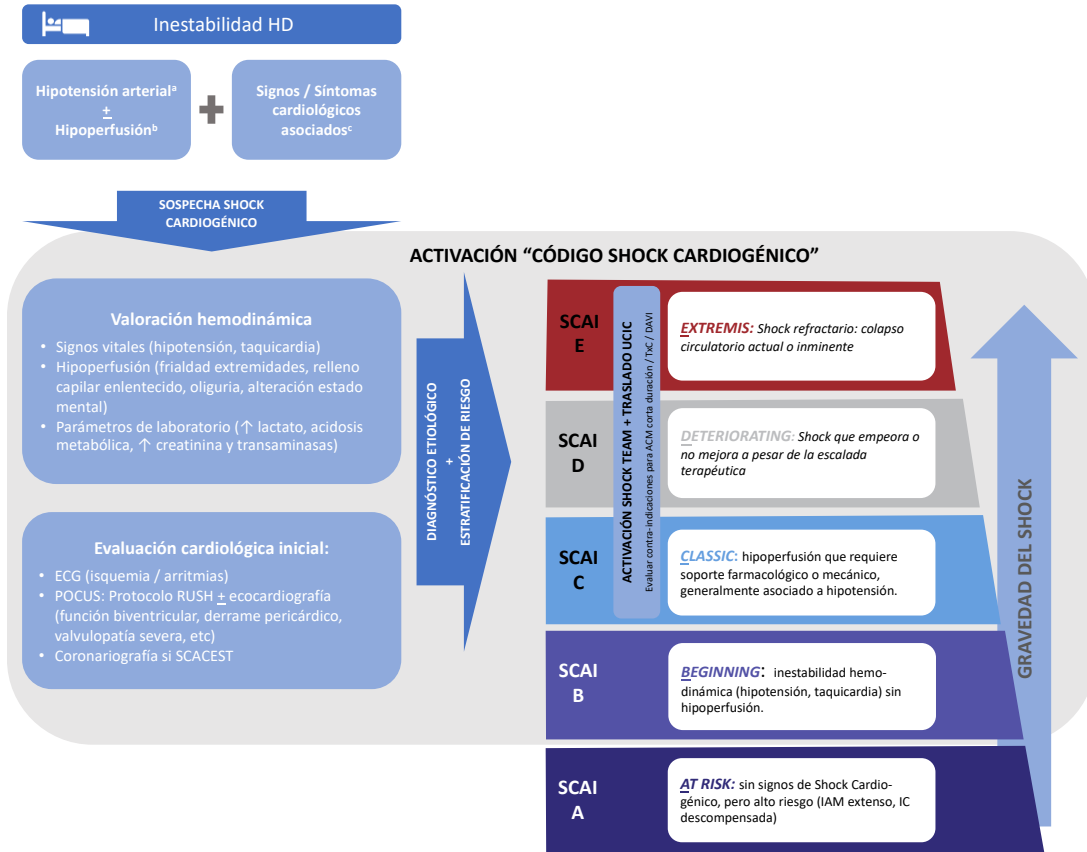 Inestabilidad HD
Hipotensión arterialᵃ
+
Hipoperfusiónᵇ
Signos / Síntomas
cardiológicos
asociadosᶜ
SOSPECHA SHOCK
CARDIOGÉNICO
ACTIVACIÓN “CÓDIGO SHOCK CARDIOGÉNICO”
Valoración hemodinámica
• Signos vitales (hipotensión, taquicardia)
• Hipoperfusión (frialdad extremidades, relleno
capilar enlentecido, oliguria, alteración estado
mental)
• Parámetros de laboratorio (↑ lactato, acidosis
metabólica, ↑ creatinina y transaminasas)
Evaluación cardiológica inicial:
• ECG (isquemia / arritmias)
• POCUS: Protocolo RUSH + ecocardiografía
(función biventricular, derrame pericárdico,
valvulopatía severa, etc)
• Coronariografía si SCACEST
DIAGNÓSTICO ETIOLÓGICO
+
ESTRATIFICACIÓN DE RIESGO
ACTIVACIÓN SHOCK TEAM + TRASLADO UCIC
Evaluar contra-indicaciones para ACM corta duración / TxC / DAVI
SCAI
E
EXTREMIS: Shock refractario: colapso
circulatorio actual o inminente
SCAI
D
DETERIORATING: Shock que empeora o
no mejora a pesar de la escalada
terapéutica
SCAI
C
CLASSIC: hipoperfusión que requiere
soporte farmacológico o mecánico,
generalmente asociado a hipotensión.
SCAI
B
BEGINNING: inestabilidad hemo-
dinámica (hipotensión, taquicardia) sin
hipoperfusión.
SCAI
A
AT RISK: sin signos de Shock Cardio-
génico, pero alto riesgo (IAM extenso, IC
descompensada)
GRAVEDAD DEL SHOCK